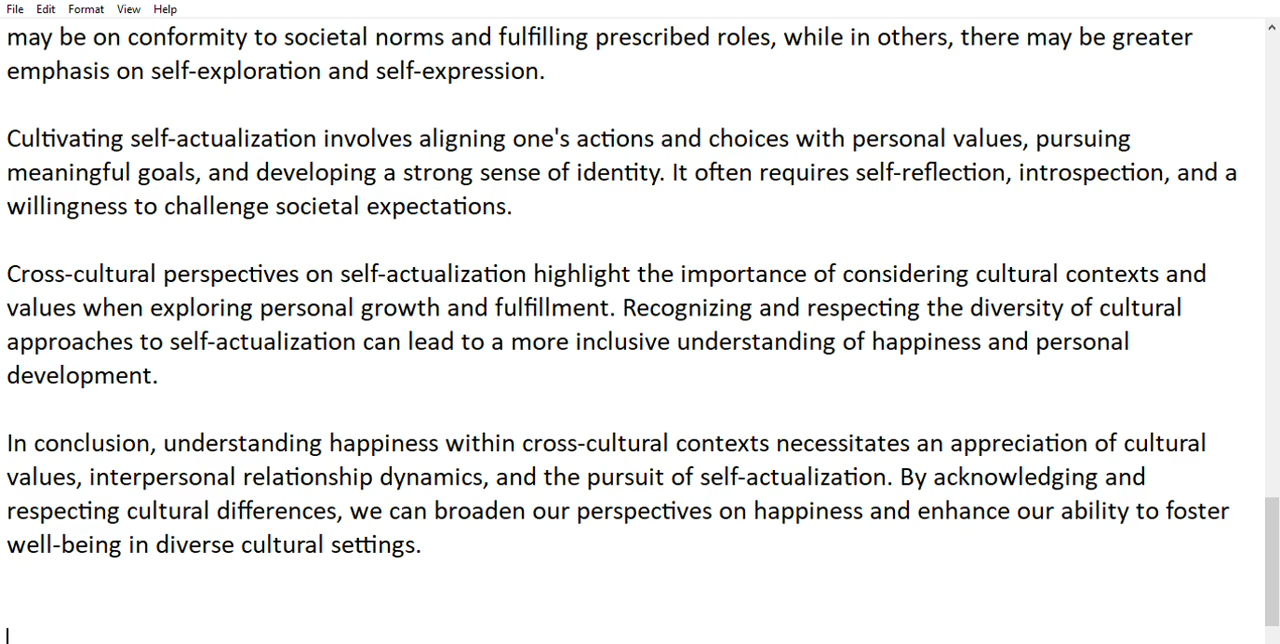 File Edit Format View Help
may be on conformity to societal norms and fulfilling prescribed roles, while in others, there may be greater
emphasis on self-exploration and self-expression.
Cultivating self-actualization involves aligning one's actions and choices with personal values, pursuing
meaningful goals, and developing a strong sense of identity. It often requires self-reflection, introspection, and a
willingness to challenge societal expectations.
Cross-cultural perspectives on self-actualization highlight the importance of considering cultural contexts and
values when exploring personal growth and fulfillment. Recognizing and respecting the diversity of cultural
approaches to self-actualization can lead to a more inclusive understanding of happiness and personal
development.
In conclusion, understanding happiness within cross-cultural contexts necessitates an appreciation of cultural
values, interpersonal relationship dynamics, and the pursuit of self-actualization. By acknowledging and
respecting cultural differences, we can broaden our perspectives on happiness and enhance our ability to foster
well-being in diverse cultural settings.